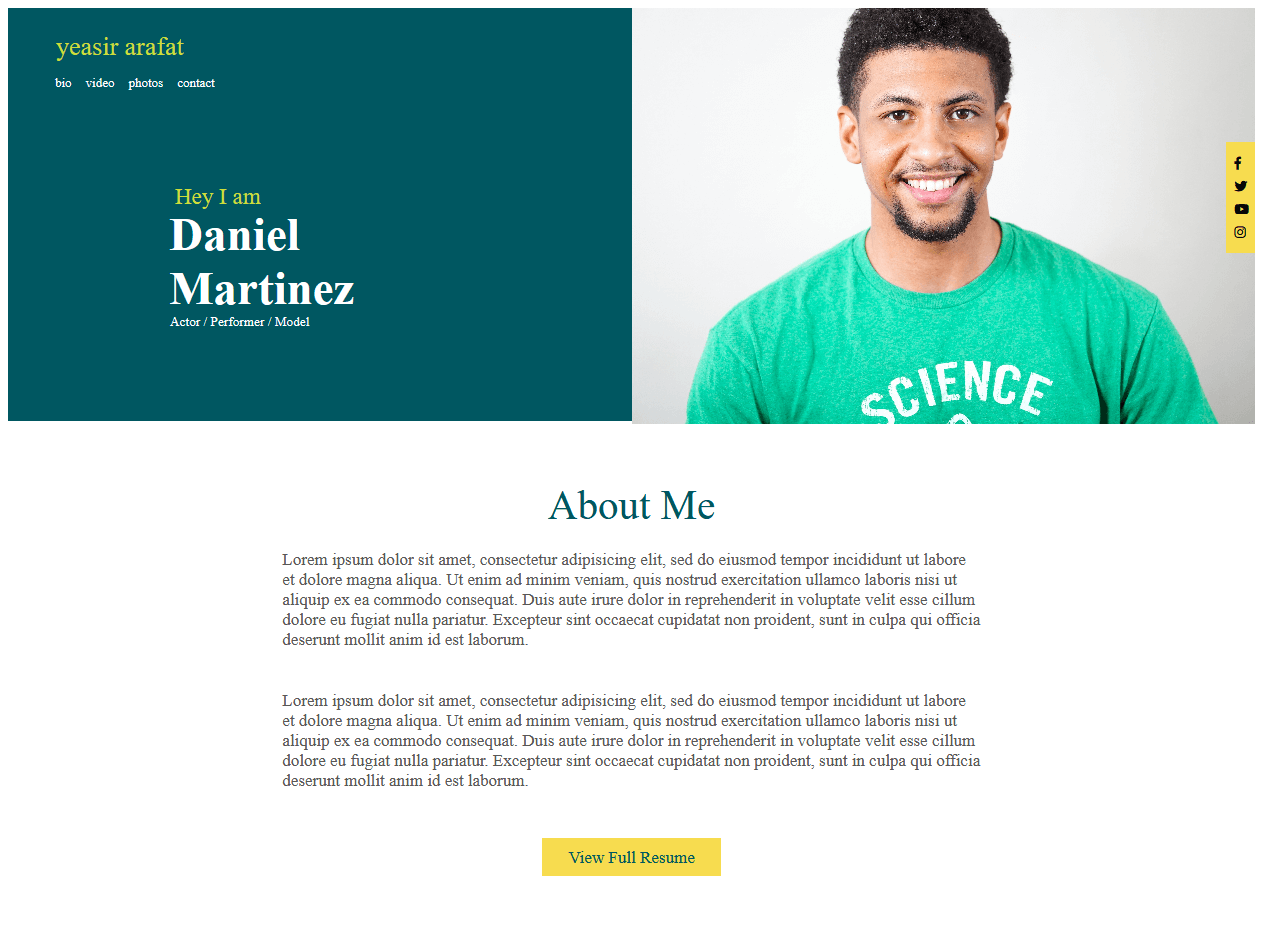 yeasir arafat
bio video photos contact
Hey I am
Daniel
Martinez
Actor / Performer / Model
SCIENCE
About Me
Lorem ipsum dolor sit amet, consectetur adipisicing elit, sed do eiusmod tempor incididunt ut labore
et dolore magna aliqua. Ut enim ad minim veniam, quis nostrud exercitation ullamco laboris nisi ut
aliquip ex ea commodo consequat. Duis aute irure dolor in reprehenderit in voluptate velit esse cillum
dolore eu fugiat nulla pariatur. Excepteur sint occaecat cupidatat non proident, sunt in culpa qui officia
deserunt mollit anim id est laborum.
Lorem ipsum dolor sit amet, consectetur adipisicing elit, sed do eiusmod tempor incididunt ut labore
et dolore magna aliqua. Ut enim ad minim veniam, quis nostrud exercitation ullamco laboris nisi ut
aliquip ex ea commodo consequat. Duis aute irure dolor in reprehenderit in voluptate velit esse cillum
dolore eu fugiat nulla pariatur. Excepteur sint occaecat cupidatat non proident, sunt in culpa qui officia
deserunt mollit anim id est laborum.
View Full Resume